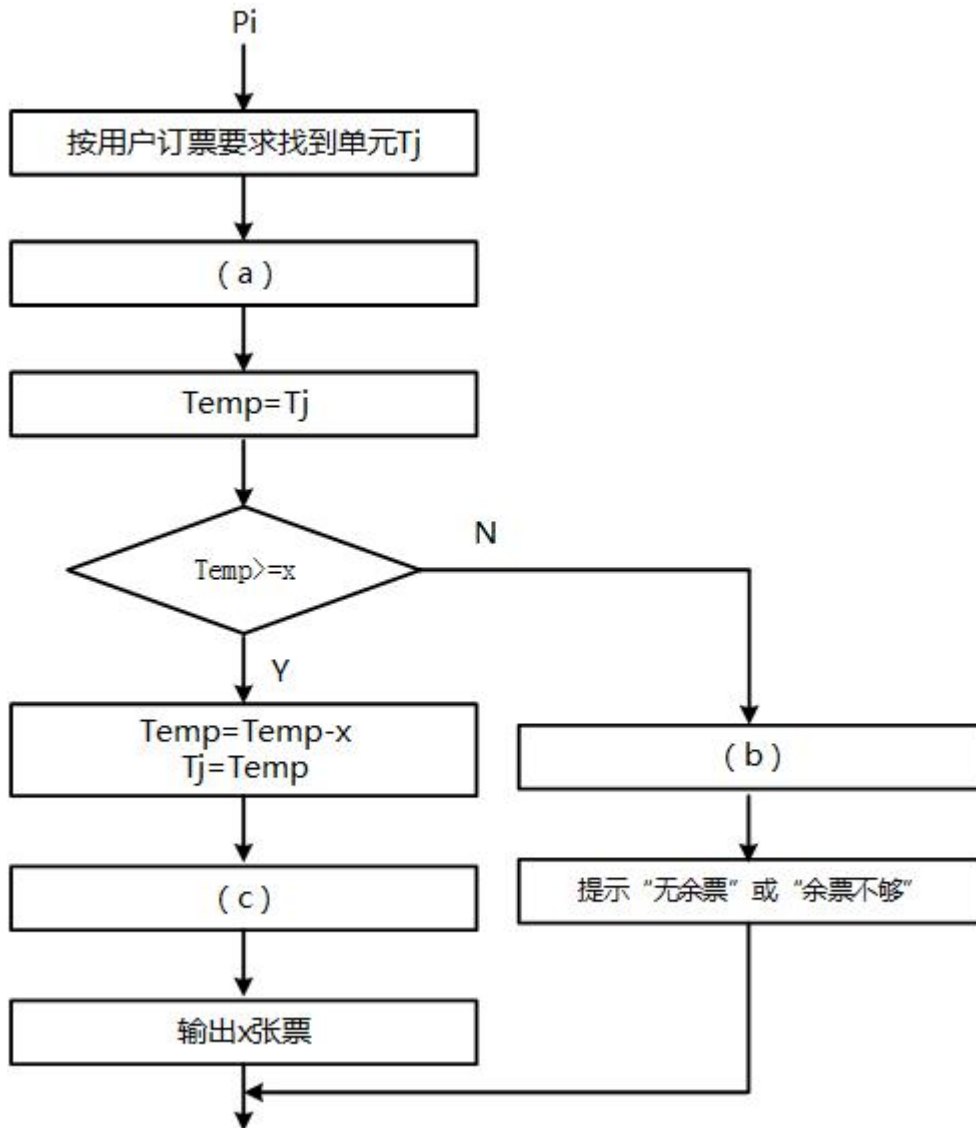 Pi
按用户订票要求找到单元Tj
（a）
Temp=Tj
Temp>=x
N
Y
Temp=Temp-x
Tj=Temp
（b）
（c）
提示“无余票”或“余票不够”
输出x张票